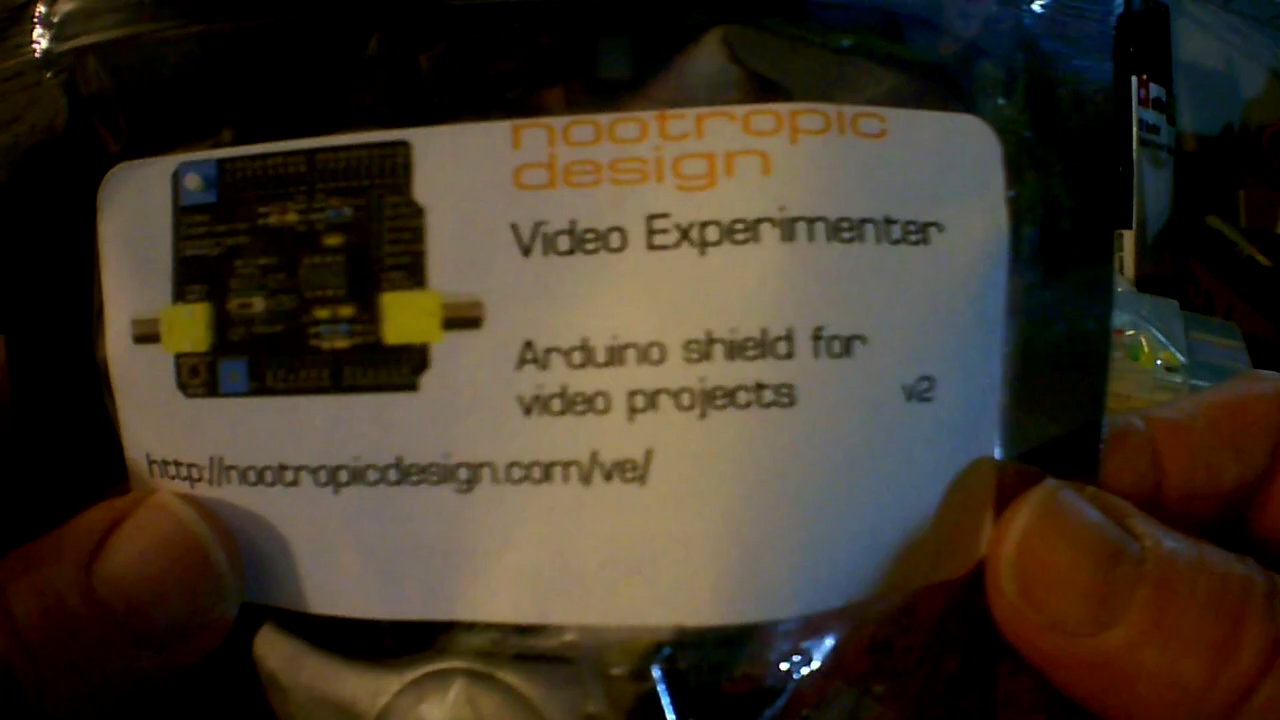 nootropic
design
Video Experimenter
Arduino shield for
video projects v2
http://nootropicdesign.com/ve/